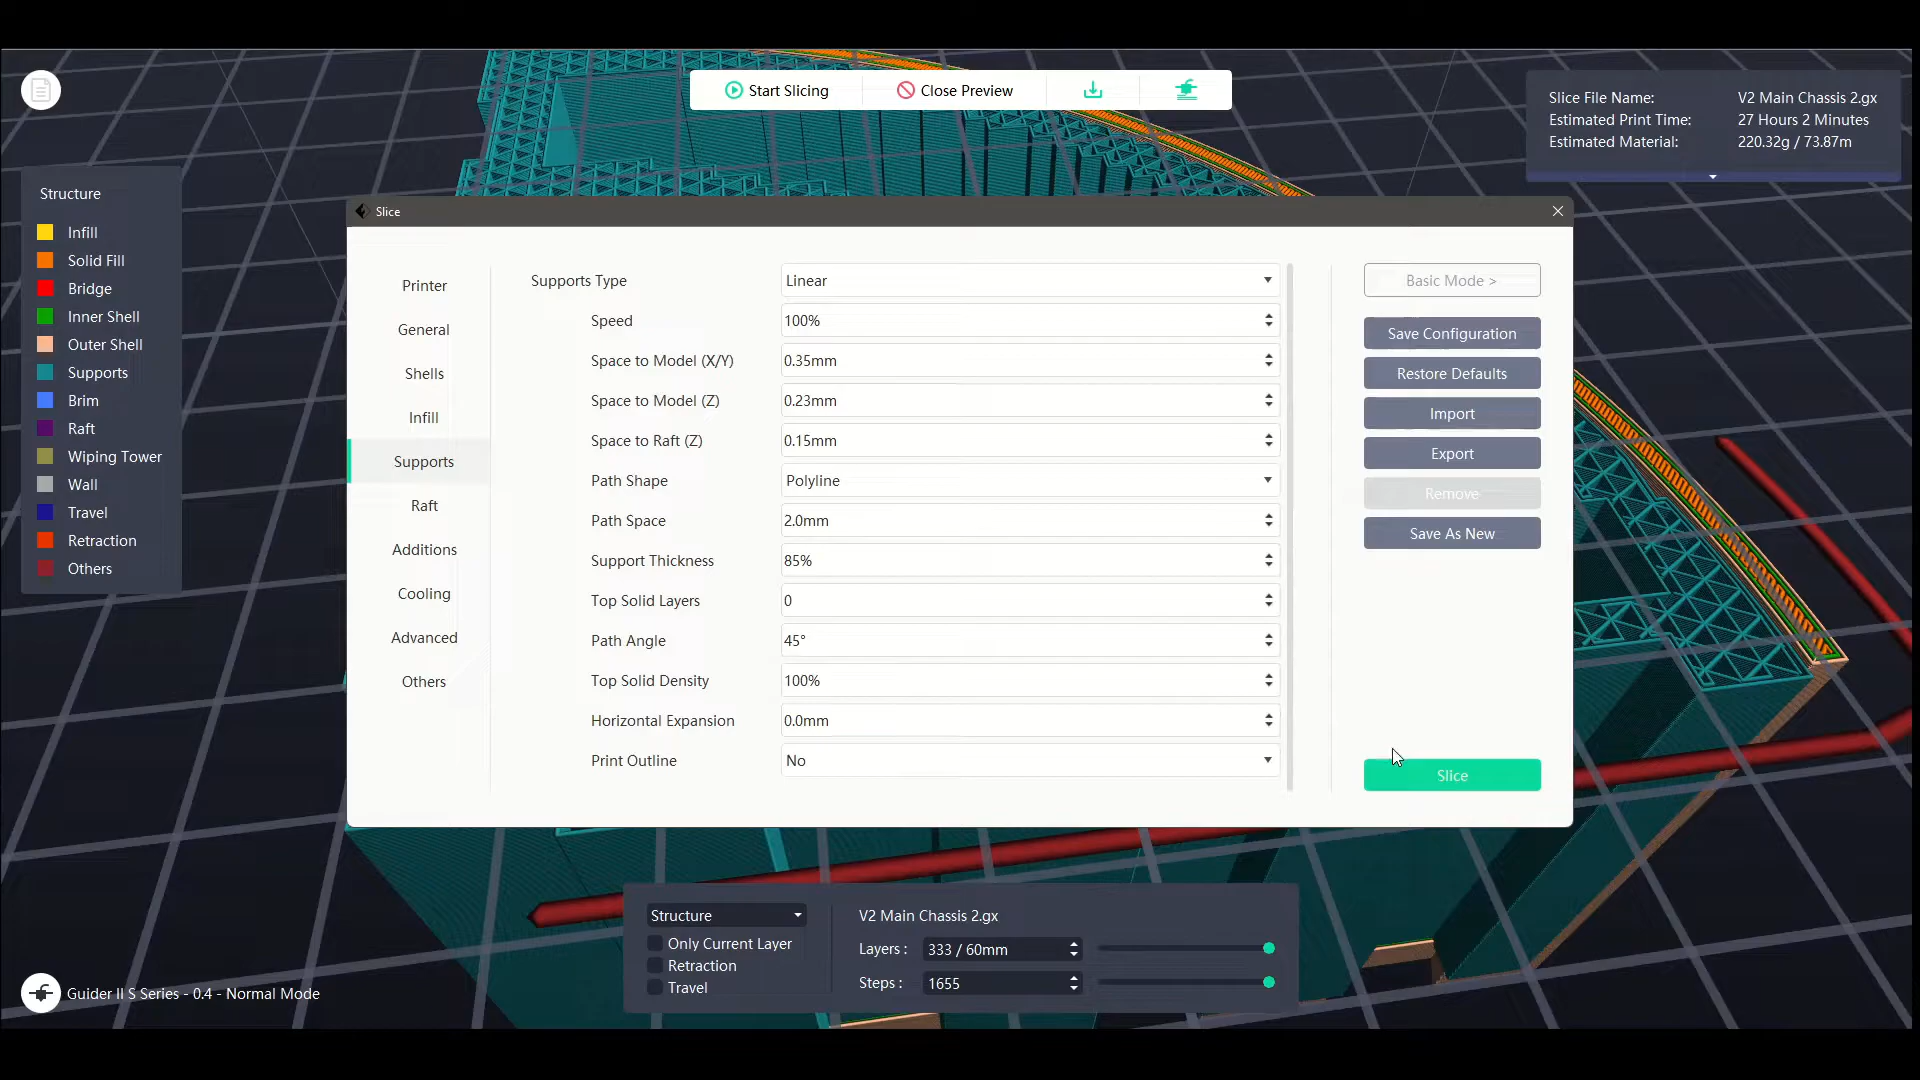 Start Slicing
Close Preview
Slice File Name: V2 Main Chassis 2.gx
Estimated Print Time: 27 Hours 2 Minutes
Estimated Material: 220.32g / 73.87m
Structure
Infill
Solid Fill
Bridge
Inner Shell
Outer Shell
Supports
Brim
Raft
Wiping Tower
Wall
Travel
Retraction
Others
Slice
Printer
General
Shells
Infill
Supports
Raft
Additions
Cooling
Advanced
Others
Supports Type Linear
Speed 100%
Space to Model (X/Y) 0.35mm
Space to Model (Z) 0.23mm
Space to Raft (Z) 0.15mm
Path Shape Polyline
Path Space 2.0mm
Support Thickness 85%
Top Solid Layers 0
Path Angle 45°
Top Solid Density 100%
Horizontal Expansion 0.0mm
Print Outline No
Basic Mode >
Save Configuration
Restore Defaults
Import
Export
Remove
Save As New
Slice
Structure
Only Current Layer
Retraction
Travel
V2 Main Chassis 2.gx
Layers : 333 / 60mm
Steps : 1655
Guider II S Series - 0.4 - Normal Mode